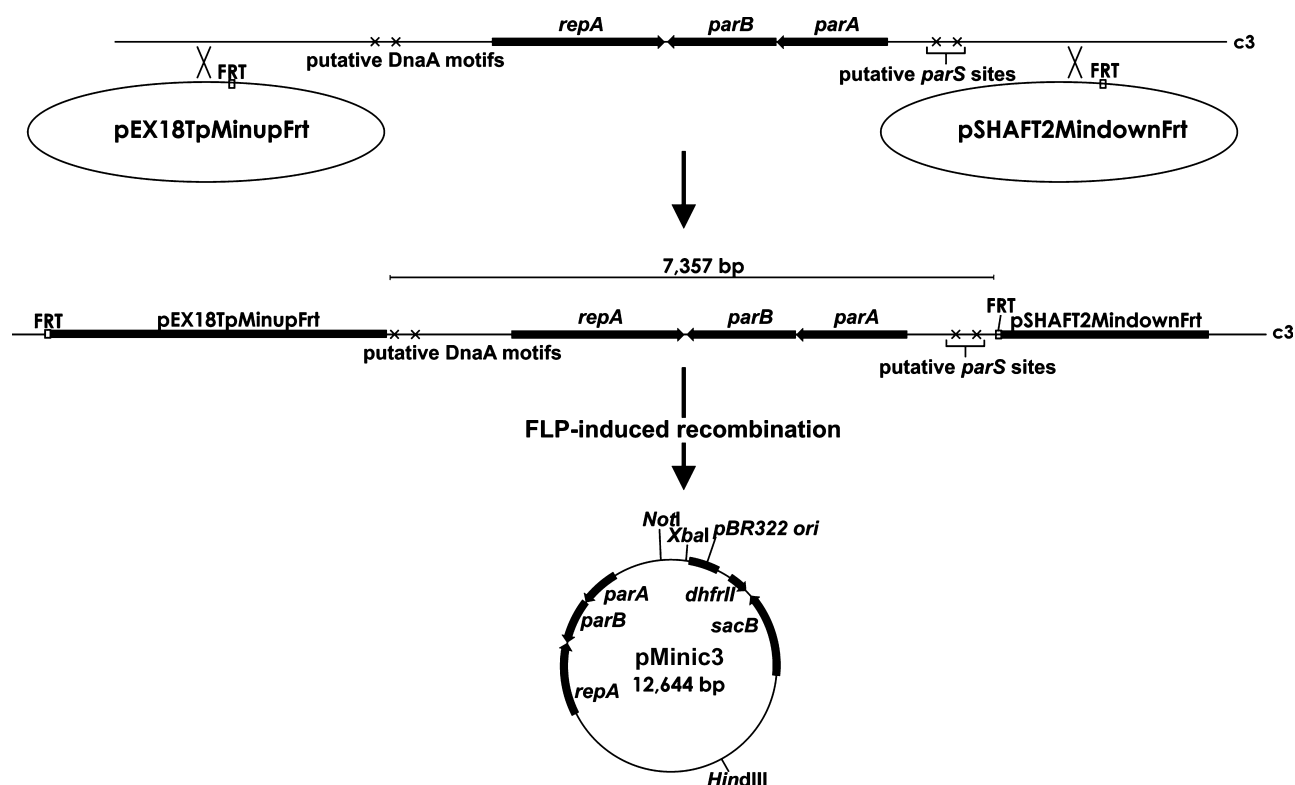 repA parB parA
c3
putative DnaA motifs
putative parS sites
FRT
FRT
pEX18TpMinupFrt
pSHAFT2MindownFrt
7,357 bp
FRT
pEX18TpMinupFrt
repA parB parA
FRT
pSHAFT2MindownFrt
c3
putative DnaA motifs
putative parS sites
FLP-induced recombination
NotI
XbaI
pBR322 ori
parA
dhfrII
parB
sacB
pMinic3
12,644 bp
repA
HindIII